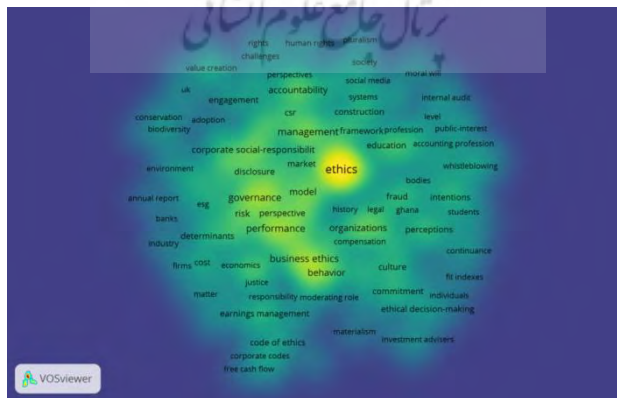 پرتال جامع علوم انسانی
rights human rights pluralism
challenges
society
value creation
perspectives
moral self
social media
uk
accountability
engagement
systems
internal audit
conservation adoption
csr
construction
level
biodiversity
management framework profession public-interest
education accounting profession
corporate social-responsibilit
market
ethics
environment
disclosure
whistleblowing
bodies
annual report
esg
governance
model
fraud
intentions
risk perspective
history legal ghana
students
banks
performance
organizations
perceptions
determinants
industry
compensation
continuance
business ethics
firms cost economics
behavior
culture
fit indexes
justice
matter
responsibility moderating role
commitment individuals
earnings management
ethical decision-making
materialism
code of ethics
investment advisers
corporate codes
free cash flow
VOSviewer